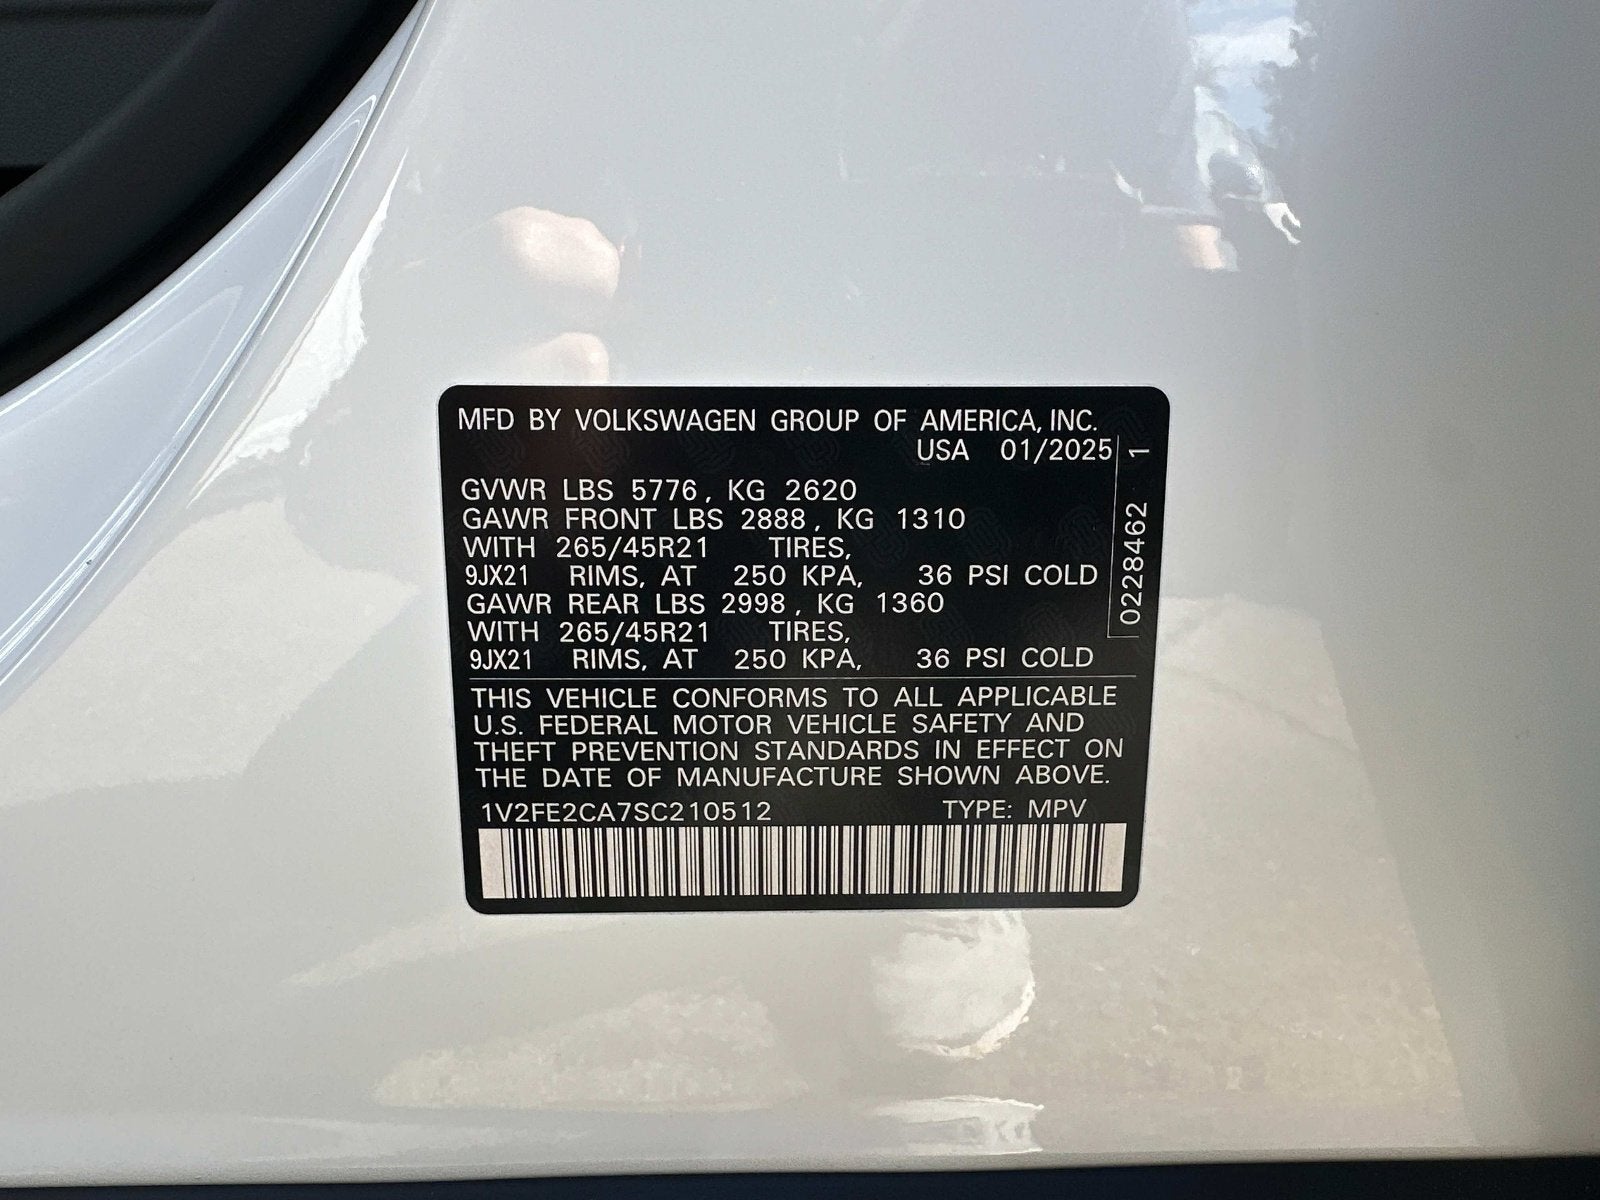 MFD BY VOLKSWAGEN GROUP OF AMERICA, INC.
USA 01/2025
GVWR LBS 5776, KG 2620
GAWR FRONT LBS 2888, KG 1310
WITH 265/45R21 TIRES,
9JX21 RIMS, AT 250 KPA, 36 PSI COLD
GAWR REAR LBS 2998, KG 1360
WITH 265/45R21 TIRES,
9JX21 RIMS, AT 250 KPA, 36 PSI COLD
0228462 1
THIS VEHICLE CONFORMS TO ALL APPLICABLE
U.S. FEDERAL MOTOR VEHICLE SAFETY AND
THEFT PREVENTION STANDARDS IN EFFECT ON
THE DATE OF MANUFACTURE SHOWN ABOVE.
1V2FE2CA7SC210512 TYPE: MPV